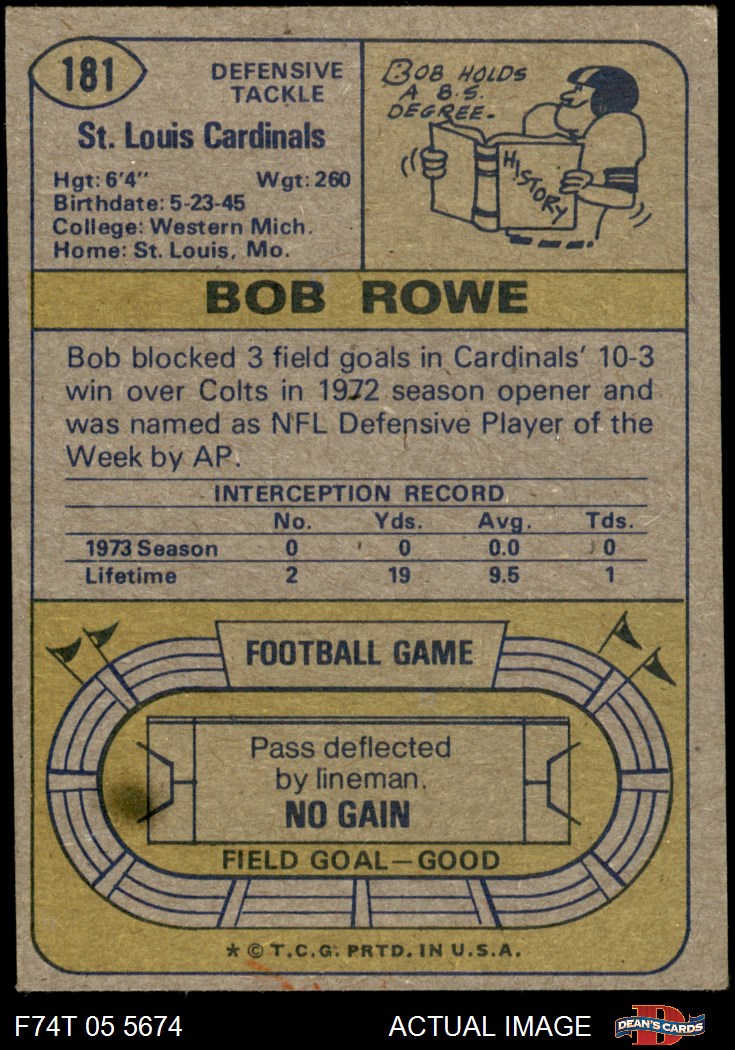 181
DEFENSIVE
TACKLE
St. Louis Cardinals
Hgt: 6'4" Wgt: 260
Birthdate: 5-23-45
College: Western Mich.
Home: St. Louis, Mo.
BOB HOLDS
A B.S.
DEGREE.
HISTORY
BOB ROWE
Bob blocked 3 field goals in Cardinals' 10-3
win over Colts in 1972 season opener and
was named as NFL Defensive Player of the
Week by AP.
INTERCEPTION RECORD
No. Yds. Avg. Tds.
1973 Season 0 0 0.0 0
Lifetime 2 19 9.5 1
FOOTBALL GAME
Pass deflected
by lineman.
NO GAIN
FIELD GOAL—GOOD
* © T.C.G. PRTD. IN U.S.A.
F74T 05 5674 ACTUAL IMAGE
D
DEAN'S CARDS